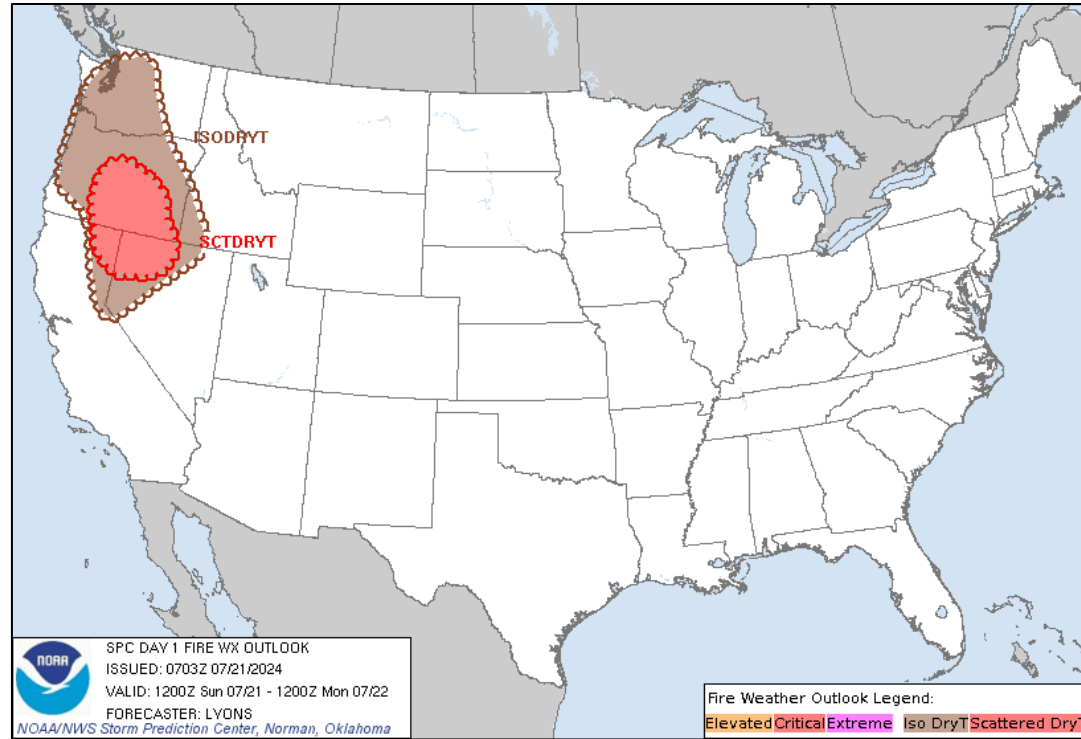 ISODRYT
SCTDRYT
NOAA
SPC DAY 1 FIRE WX OUTLOOK
ISSUED: 0703Z 07/21/2024
VALID: 1200Z Sun 07/21 - 1200Z Mon 07/22
FORECASTER: LYONS
NOAA/NWS Storm Prediction Center, Norman, Oklahoma
Fire Weather Outlook Legend:
Elevated Critical Extreme Iso DryT Scattered DryT